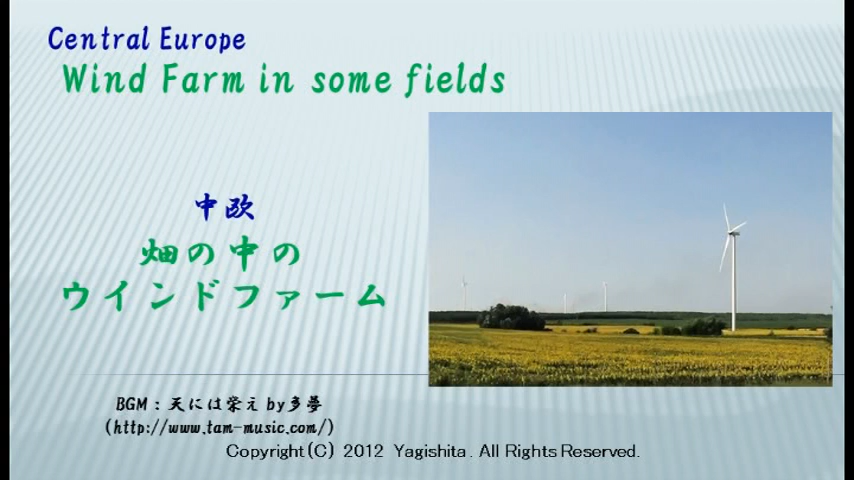 Central Europe
Wind Farm in some fields
中欧
畑の中の
ウインドファーム
BGM : 天には栄え by多夢
(http://www.tam-music.com/)
Copyright(C) 2012 Yagishita. All Rights Reserved.